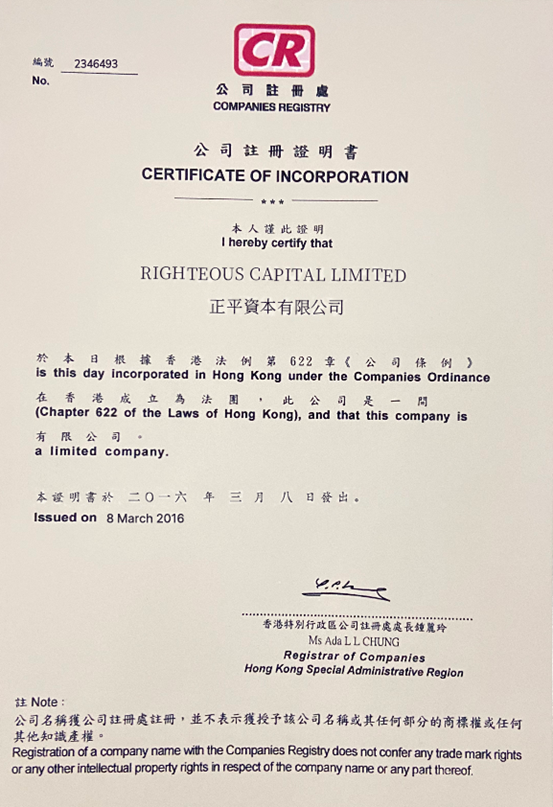 CR
編號 2346493
No.
公司註冊處
COMPANIES REGISTRY
公司註冊證明書
CERTIFICATE OF INCORPORATION
***
本人謹此證明
I hereby certify that
RIGHTEOUS CAPITAL LIMITED
正平資本有限公司
於本日根據香港法例第622章《公司條例》
is this day incorporated in Hong Kong under the Companies Ordinance
在香港成立為法團，此公司是一間
(Chapter 622 of the Laws of Hong Kong), and that this company is
有限公司。
a limited company.
本證明書於二〇一六年三月八日發出。
Issued on 8 March 2016
香港特別行政區公司註冊處處長鍾麗玲
Ms Ada L L CHUNG
Registrar of Companies
Hong Kong Special Administrative Region
註 Note :
公司名稱獲公司註冊處註冊，並不表示獲授予該公司名稱或其任何部分的商標權或任何
其他知識產權。
Registration of a company name with the Companies Registry does not confer any trade mark rights
or any other intellectual property rights in respect of the company name or any part thereof.